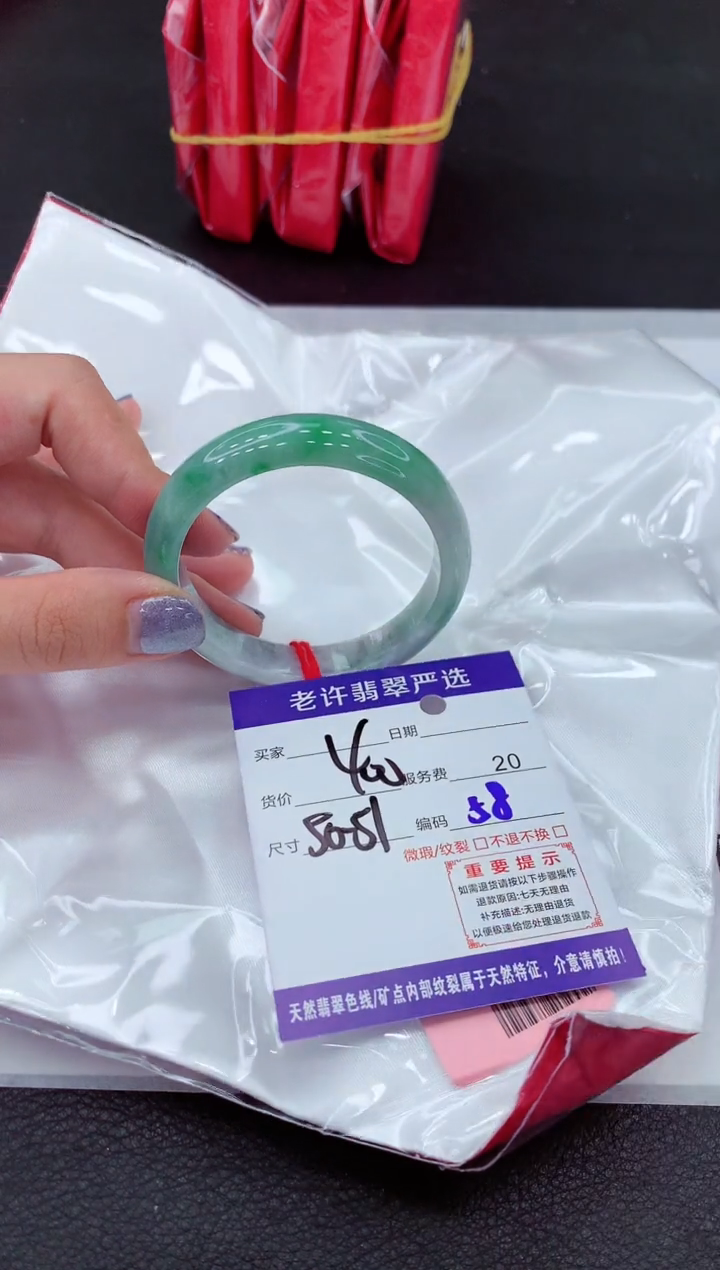 老许翡翠严选
买家 日期
货价 400 服务费 20
尺寸 50-51 编码 58
微瑕/纹裂 □不退不换 □
重要提示
如需退货请按以下步骤操作
退款原因:七天无理由
补充描述:无理由退货
以便极速给您处理退货退款
天然翡翠色线/矿点内部纹裂属于天然特征，介意请慎拍！